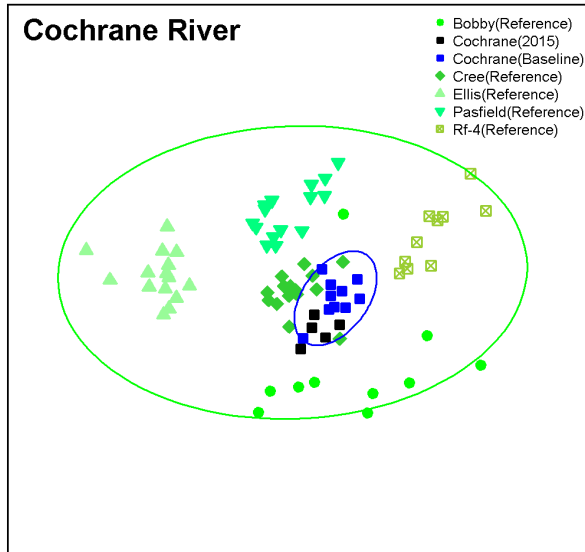 Cochrane River
Bobby(Reference)
Cochrane(2015)
Cochrane(Baseline)
Cree(Reference)
Ellis(Reference)
Pasfield(Reference)
Rf-4(Reference)